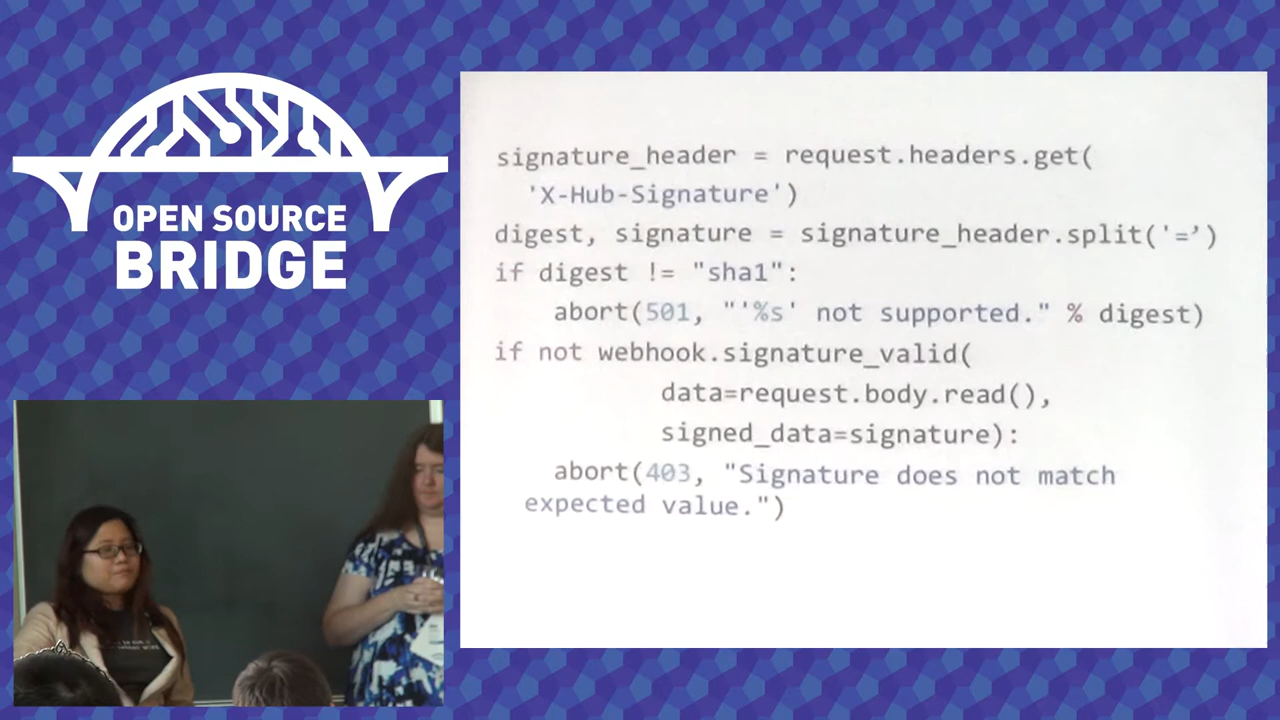 OPEN SOURCE
BRIDGE
signature_header = request.headers.get(
'X-Hub-Signature')
digest, signature = signature_header.split('=’)
if digest != "sha1":
abort(501, "'%s' not supported." % digest)
if not webhook.signature_valid(
data=request.body.read(),
signed_data=signature):
abort(403, "Signature does not match
expected value.")